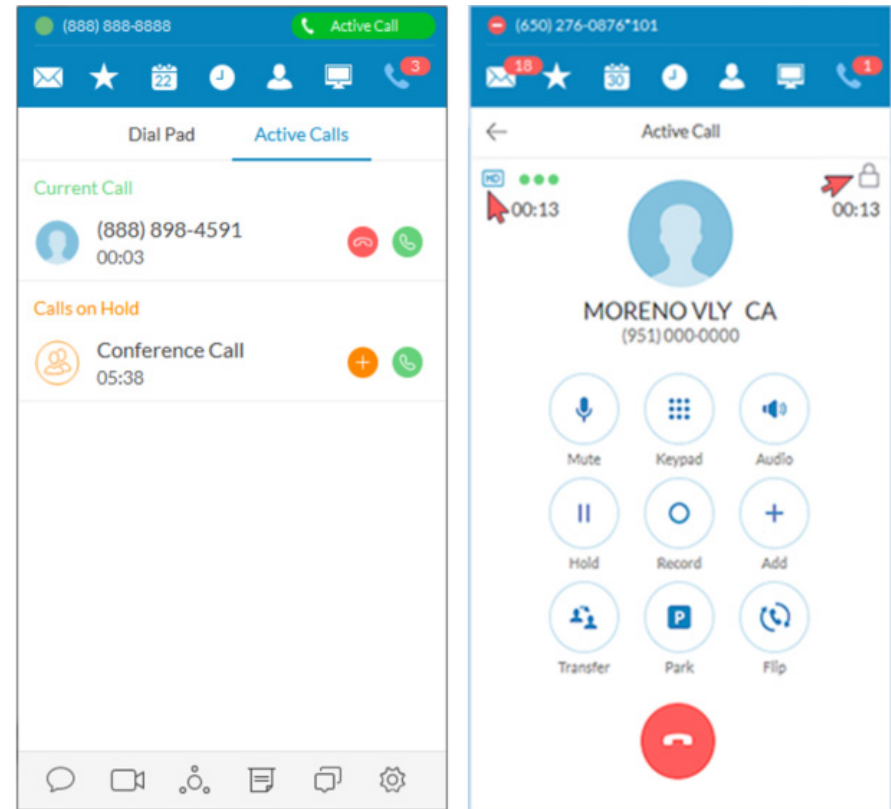 (888) 888-8888 Active Call
22 3
Dial Pad Active Calls
Current Call
(888) 898-4591
00:03
Calls on Hold
Conference Call
05:38
(650) 276-0876*101
18 30 1
Active Call
HD
00:13 00:13
MORENO VLY CA
(951) 000-0000
Mute Keypad Audio
Hold Record Add
P
Transfer Park Flip